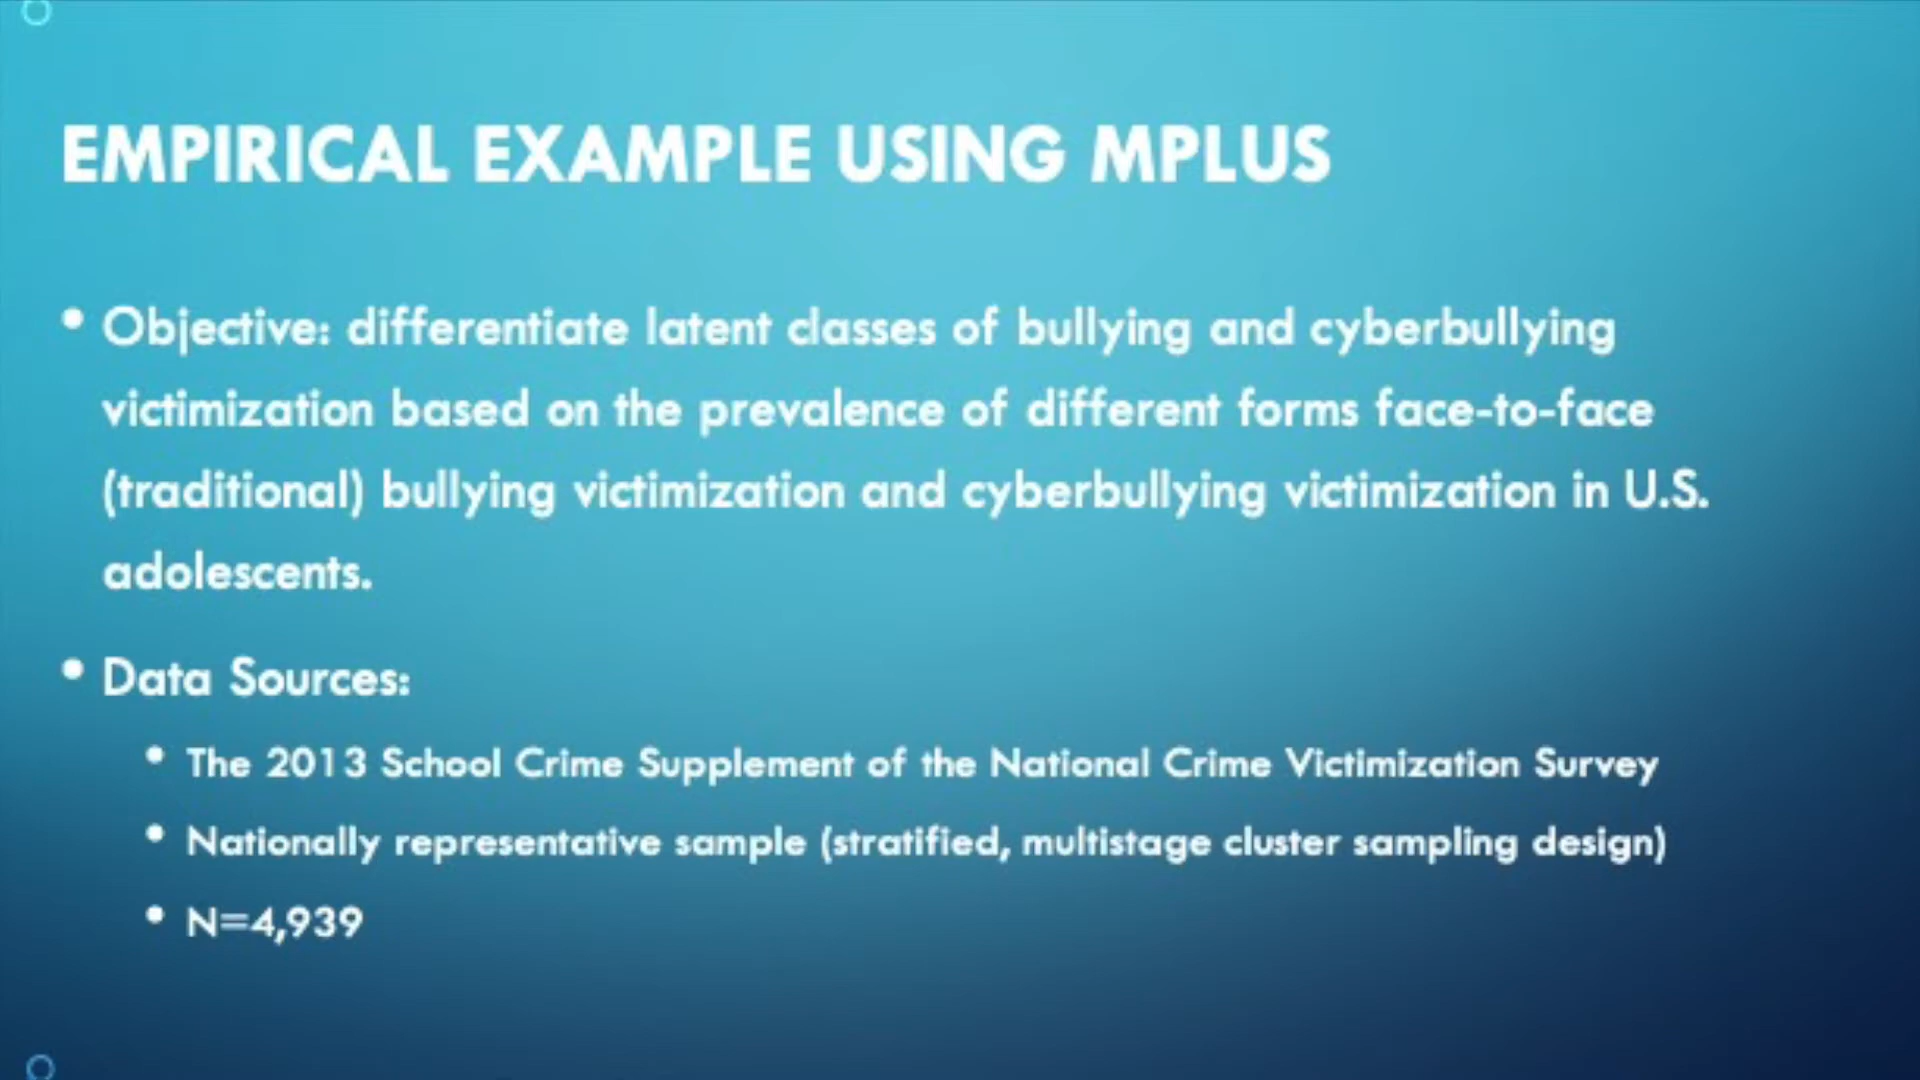 EMPIRICAL EXAMPLE USING MPLUS
• Objective: differentiate latent classes of bullying and cyberbullying
victimization based on the prevalence of different forms face-to-face
(traditional) bullying victimization and cyberbullying victimization in U.S.
adolescents.
• Data Sources:
• The 2013 School Crime Supplement of the National Crime Victimization Survey
• Nationally representative sample (stratified, multistage cluster sampling design)
• N=4,939